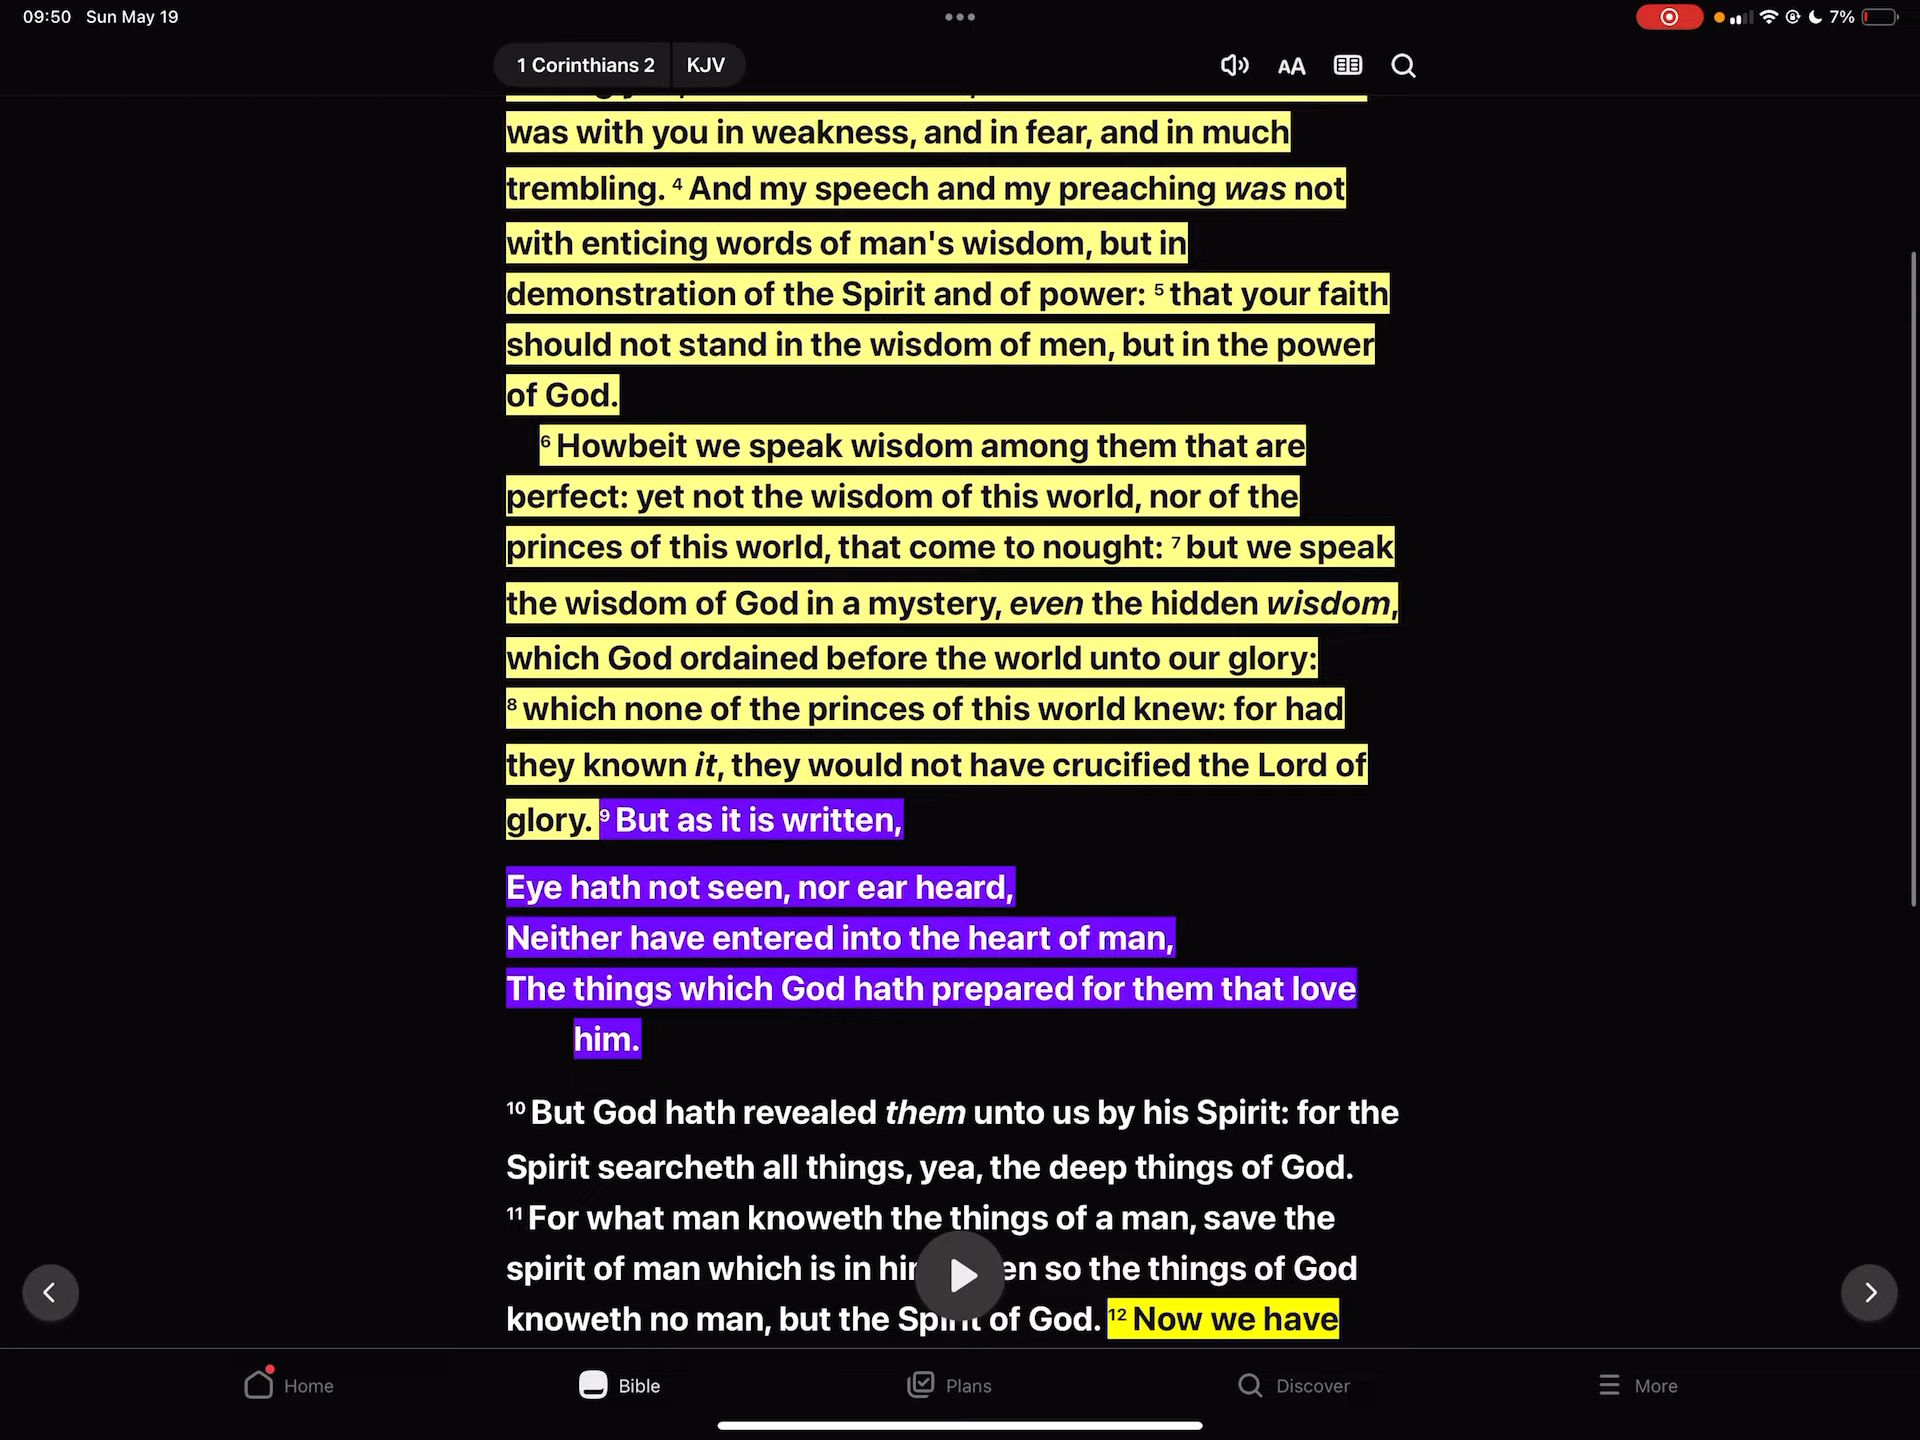 09:50 Sun May 19
7%
1 Corinthians 2 KJV
AA
was with you in weakness, and in fear, and in much
trembling. 4 And my speech and my preaching was not
with enticing words of man's wisdom, but in
demonstration of the Spirit and of power: 5 that your faith
should not stand in the wisdom of men, but in the power
of God.
6 Howbeit we speak wisdom among them that are
perfect: yet not the wisdom of this world, nor of the
princes of this world, that come to nought: 7 but we speak
the wisdom of God in a mystery, even the hidden wisdom,
which God ordained before the world unto our glory:
8 which none of the princes of this world knew: for had
they known it, they would not have crucified the Lord of
glory. 9 But as it is written,
Eye hath not seen, nor ear heard,
Neither have entered into the heart of man,
The things which God hath prepared for them that love
him.
10 But God hath revealed them unto us by his Spirit: for the
Spirit searcheth all things, yea, the deep things of God.
11 For what man knoweth the things of a man, save the
spirit of man which is in so the things of God
knoweth no man, but the Spirit of God. 12 Now we have
Home Bible Plans Discover More